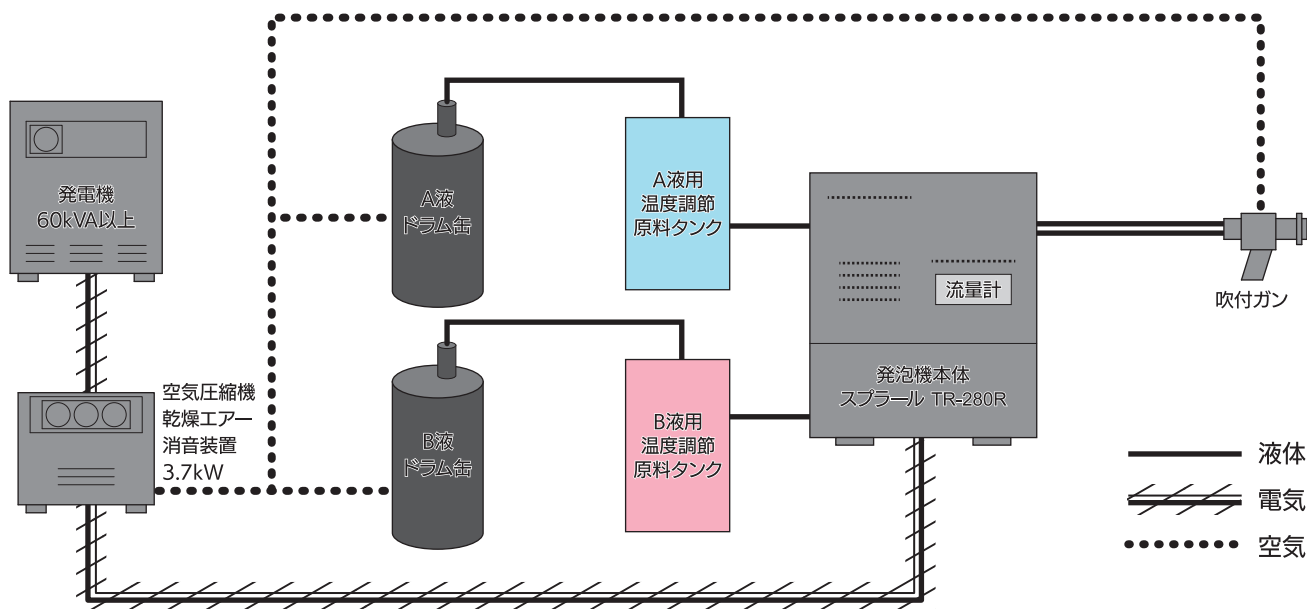 発電機
60kVA以上
空気圧縮機
乾燥エアー
消音装置
3.7kW
A液
ドラム缶
A液用
温度調節
原料タンク
B液
ドラム缶
B液用
温度調節
原料タンク
流量計
発泡機本体
スプラール TR-280R
吹付ガン
液体
電気
空気